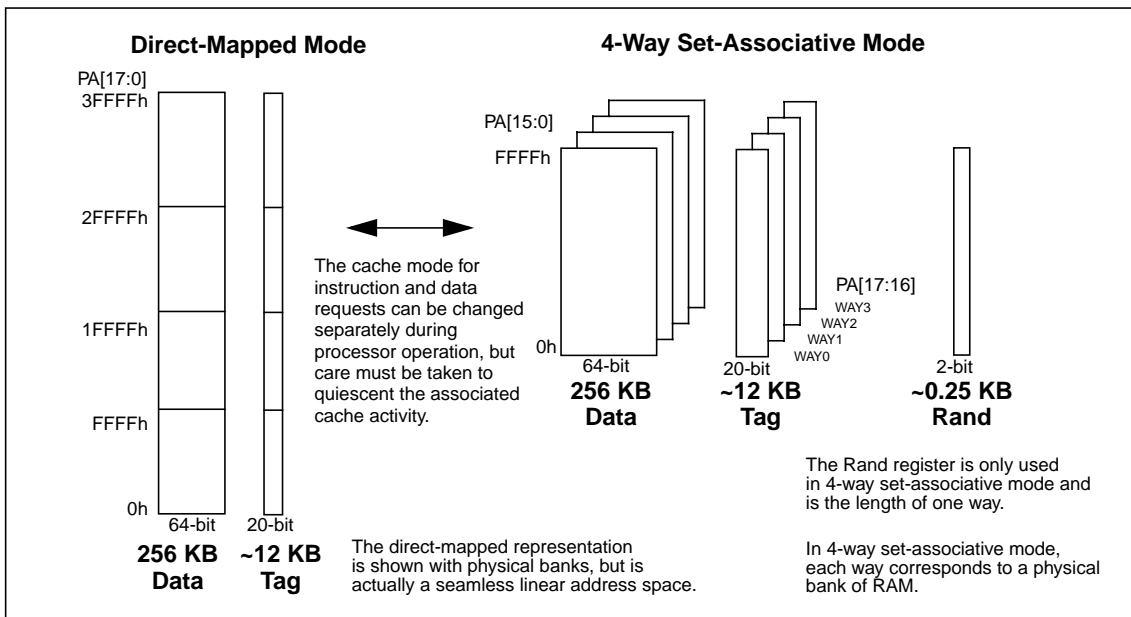 Direct-Mapped Mode
PA[17:0]
3FFFFh
2FFFFh
1FFFFh
FFFFh
0h
64-bit
20-bit
256 KB
Data
~12 KB
Tag
The cache mode for
instruction and data
requests can be changed
separately during
processor operation, but
care must be taken to
quiescent the associated
cache activity.
The direct-mapped representation
is shown with physical banks, but is
actually a seamless linear address space.
4-Way Set-Associative Mode
PA[15:0]
FFFFh
0h
PA[17:16]
WAY3
WAY2
WAY1
WAY0
64-bit
20-bit
2-bit
256 KB
Data
~12 KB
Tag
~0.25 KB
Rand
The Rand register is only used
in 4-way set-associative mode and
is the length of one way.
In 4-way set-associative mode,
each way corresponds to a physical
bank of RAM.